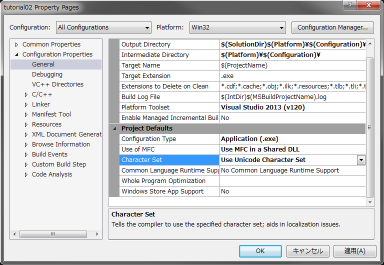 tutorial02 Property Pages
Configuration: All Configurations Platform: Win32 Configuration Manager...
Common Properties
Configuration Properties
General
Debugging
VC++ Directories
C/C++
Linker
Manifest Tool
Resources
XML Document Generat
Browse Information
Build Events
Custom Build Step
Code Analysis
Output Directory $(SolutionDir)$(Platform)¥$(Configuration)¥
Intermediate Directory $(Platform)¥$(Configuration)¥
Target Name $(ProjectName)
Target Extension .exe
Extensions to Delete on Clean *.cdf;*.cache;*.obj;*.ilk;*.resources;*.tlb;*.tli;*.t
Build Log File $(IntDir)$(MSBuildProjectName).log
Platform Toolset Visual Studio 2013 (v120)
Enable Managed Incremental Buil No
Project Defaults
Configuration Type Application (.exe)
Use of MFC Use MFC in a Shared DLL
Character Set Use Unicode Character Set
Common Language Runtime Supp No Common Language Runtime Support
Whole Program Optimization
Windows Store App Support No
Character Set
Tells the compiler to use the specified character set; aids in localization issues.
OK キャンセル 適用(A)